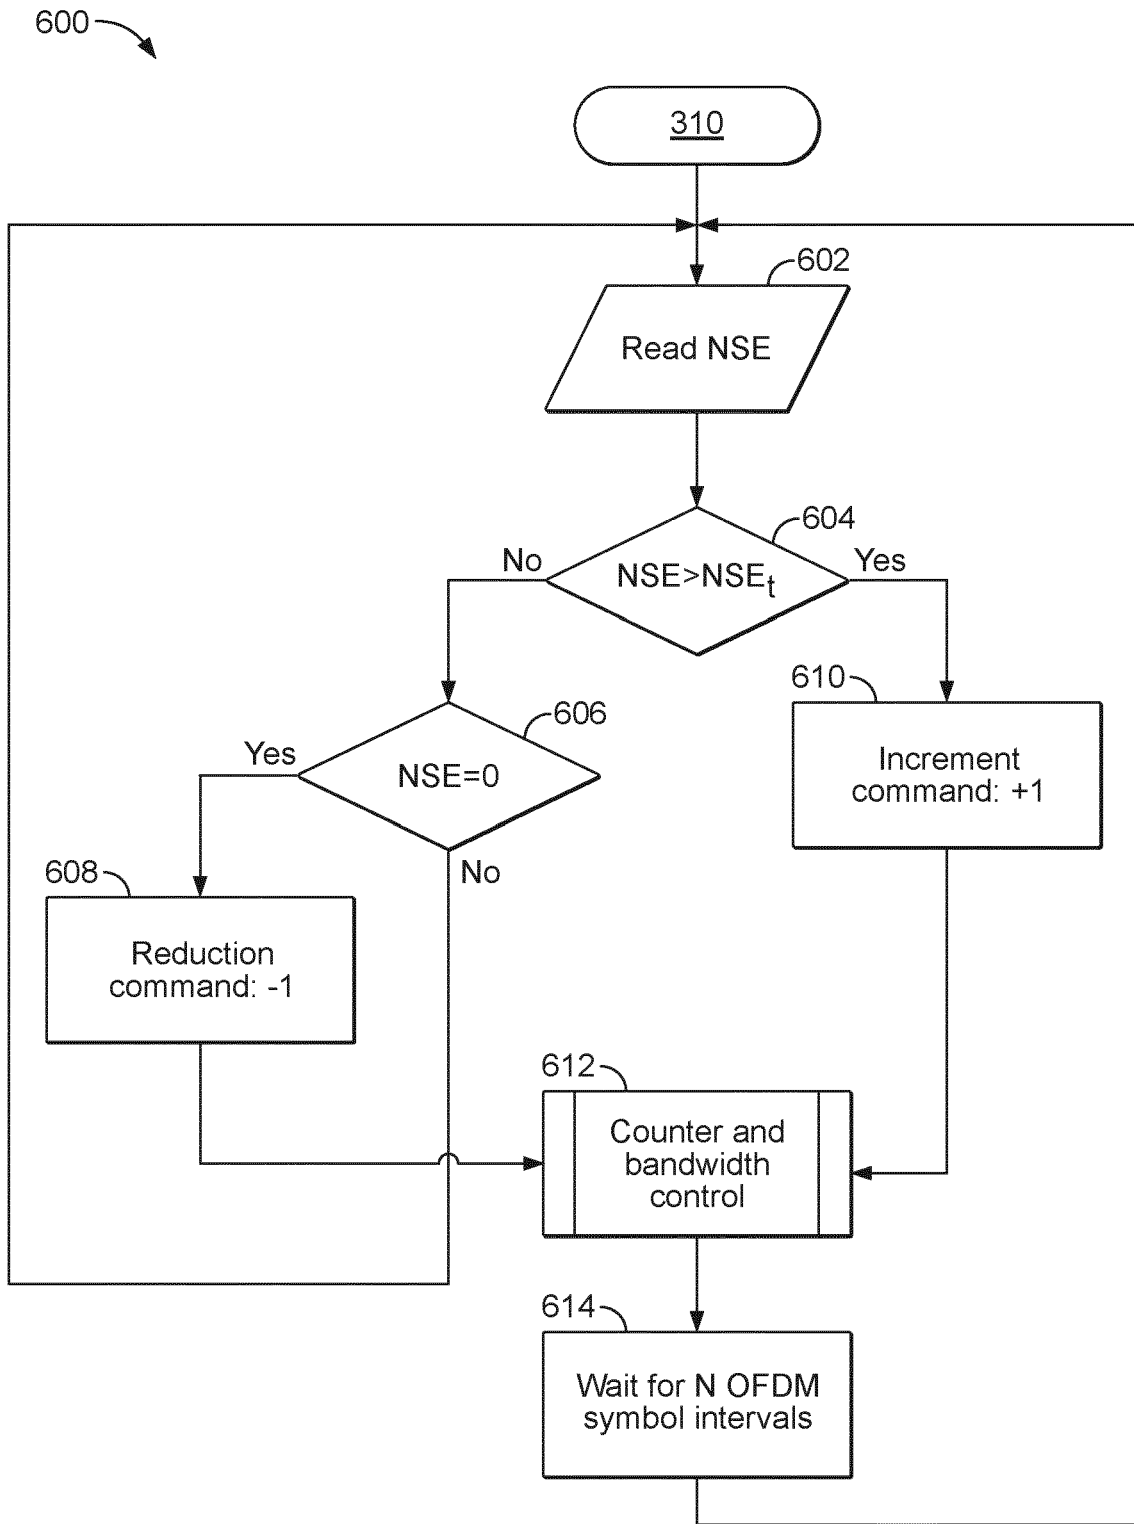 600
310
602
Read NSE
604
No
NSE>NSEt
Yes
610
606
Yes
NSE=0
Increment
command: +1
608
No
Reduction
command: -1
612
Counter and
bandwidth
control
614
Wait for N OFDM
symbol intervals